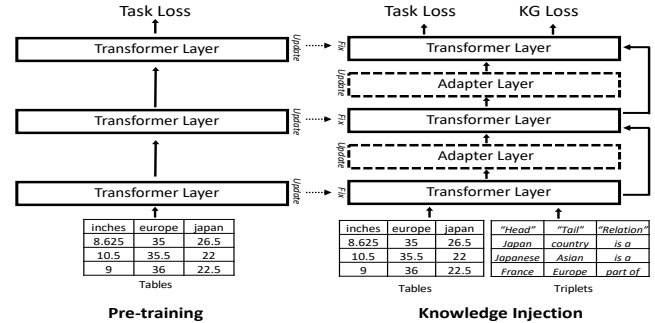 Task Loss
Transformer Layer
Update
Transformer Layer
Update
Transformer Layer
Update
inches europe japan
8.625 35 26.5
10.5 35.5 22
9 36 22.5
Tables
Pre-training
Task Loss KG Loss
Fix Transformer Layer
Update Adapter Layer
Fix Transformer Layer
Update Adapter Layer
Fix Transformer Layer
inches europe japan
8.625 35 26.5
10.5 35.5 22
9 36 22.5
Tables
"Head" "Tail" "Relation"
Japan country is a
Japanese Asian is a
France Europe part of
Triplets
Knowledge Injection